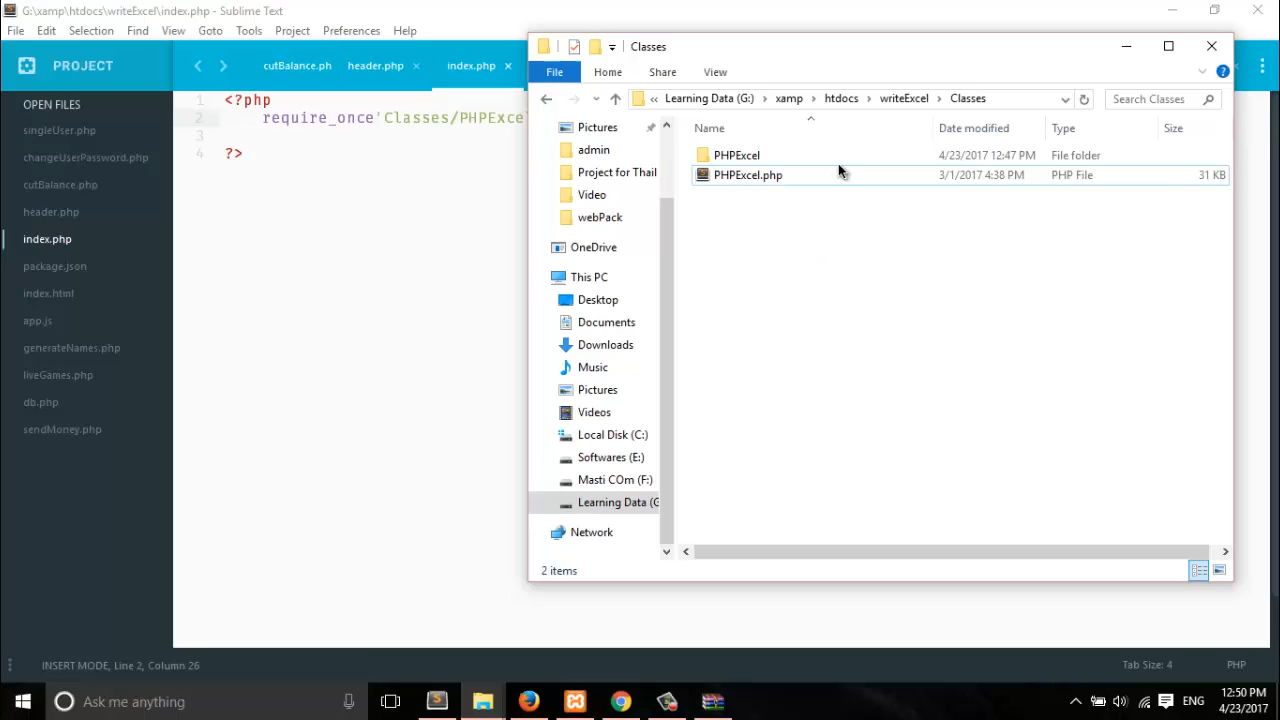 G:\xamp\htdocs\writeExcel\index.php - Sublime Text
File Edit Selection Find View Goto Tools Project Preferences Help
PROJECT
cutBalance.ph header.php index.php
OPEN FILES
singleUser.php
changeUserPassword.php
cutBalance.php
header.php
index.php
package.json
index.html
app.js
generateNames.php
liveGames.php
db.php
sendMoney.php
1 <?php
2 require_once'Classes/PHPExce
3
4 ?>
INSERT MODE, Line 2, Column 26
Tab Size: 4 PHP
Classes
File Home Share View
« Learning Data (G:) > xamp > htdocs > writeExcel > Classes
Search Classes
Pictures
admin
Project for Thail
Video
webPack
OneDrive
This PC
Desktop
Documents
Downloads
Music
Pictures
Videos
Local Disk (C:)
Softwares (E:)
Masti COm (F:)
Learning Data (G
Network
Name Date modified Type Size
PHPExcel 4/23/2017 12:47 PM File folder
PHPExcel.php 3/1/2017 4:38 PM PHP File 31 KB
2 items
Ask me anything
ENG
12:50 PM
4/23/2017